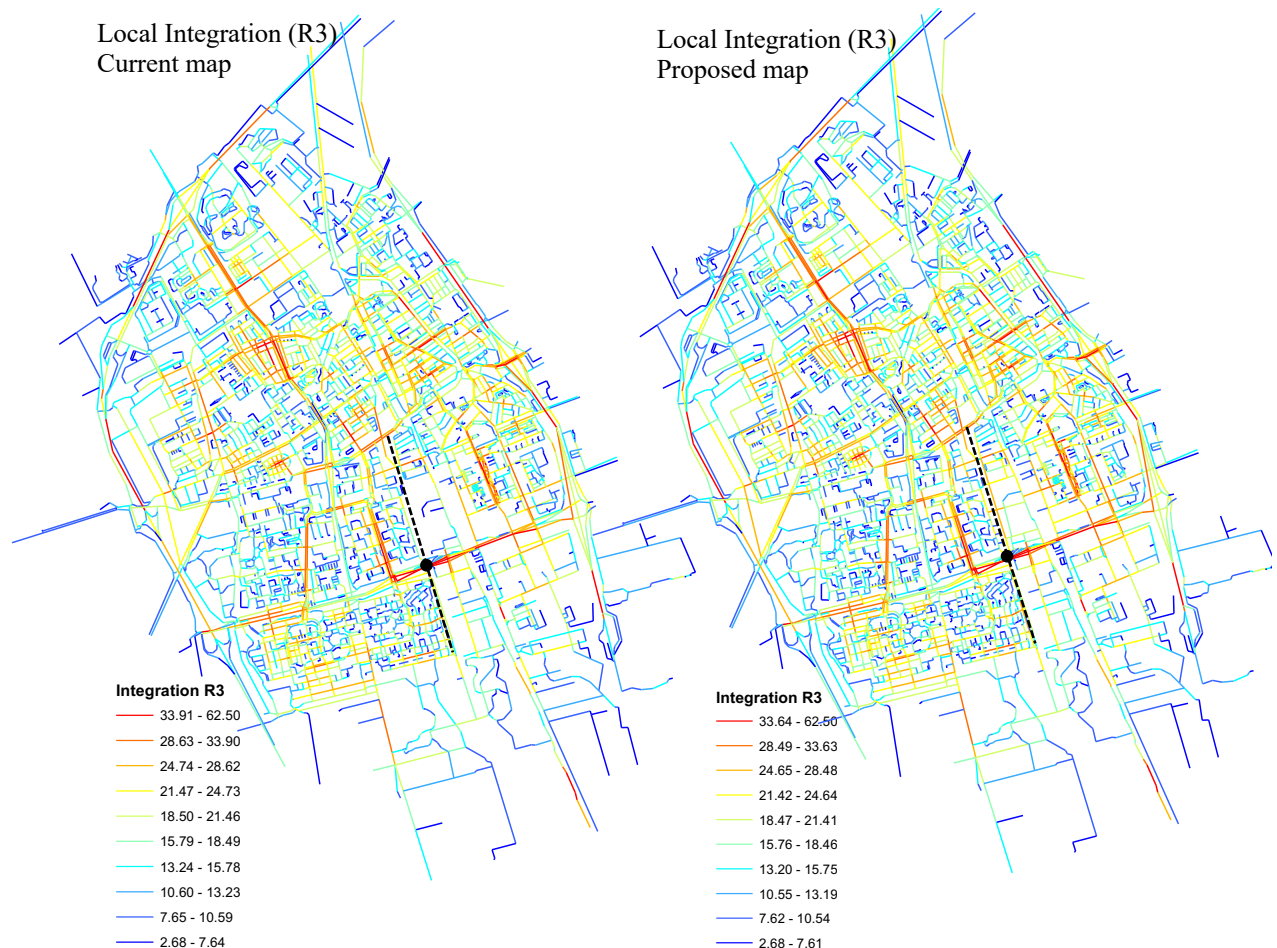 Local Integration (R3)
Current map
Local Integration (R3)
Proposed map
Integration R3
33.91 - 62.50
28.63 - 33.90
24.74 - 28.62
21.47 - 24.73
18.50 - 21.46
15.79 - 18.49
13.24 - 15.78
10.60 - 13.23
7.65 - 10.59
2.68 - 7.64
Integration R3
33.64 - 62.50
28.49 - 33.63
24.65 - 28.48
21.42 - 24.64
18.47 - 21.41
15.76 - 18.46
13.20 - 15.75
10.55 - 13.19
7.62 - 10.54
2.68 - 7.61